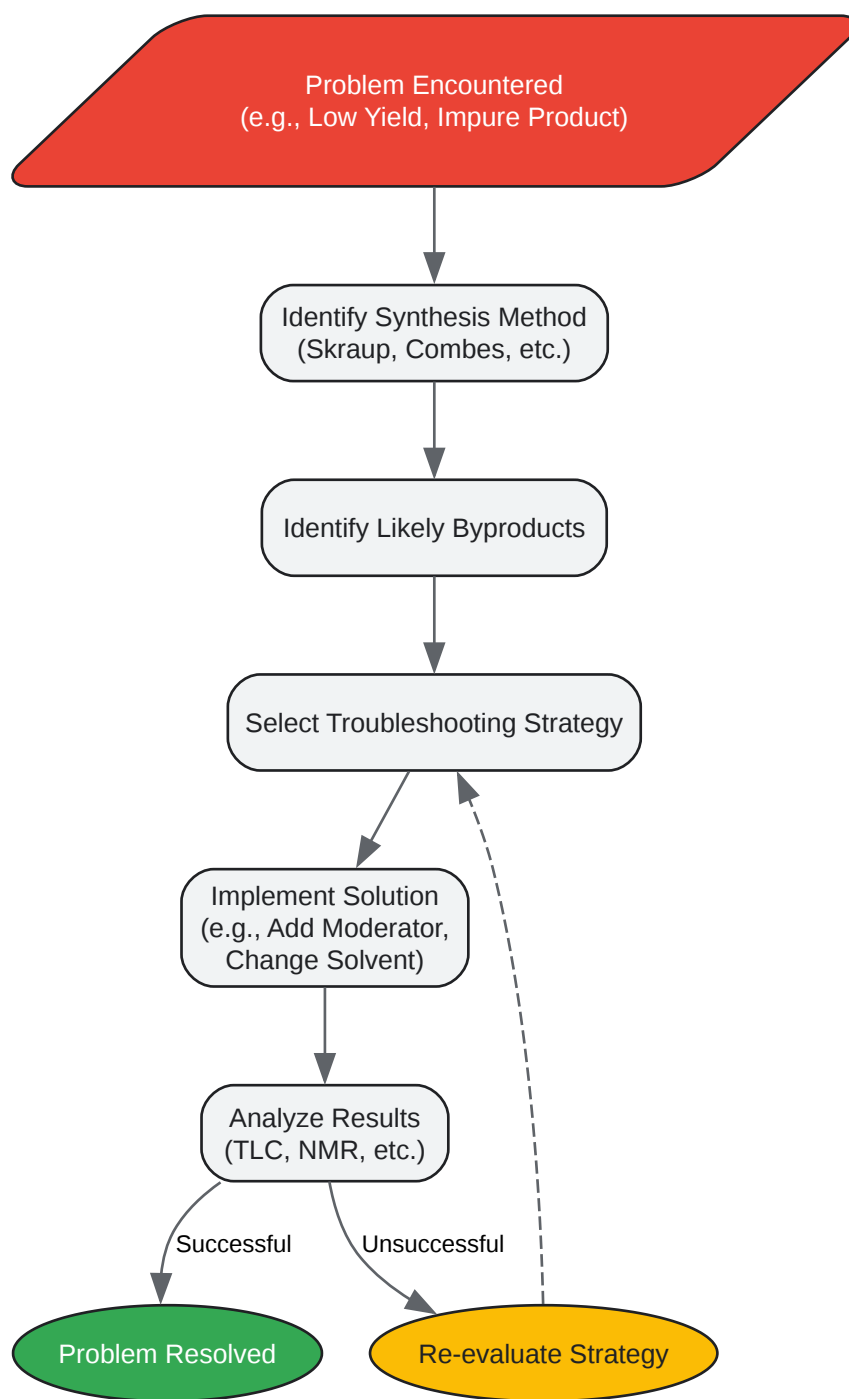 Problem Encountered
(e.g., Low Yield, Impure Product)
Identify Synthesis Method
(Skraup, Combes, etc.)
Identify Likely Byproducts
Select Troubleshooting Strategy
Implement Solution
(e.g., Add Moderator,
Change Solvent)
Analyze Results
(TLC, NMR, etc.)
Successful
Unsuccessful
Problem Resolved
Re-evaluate Strategy